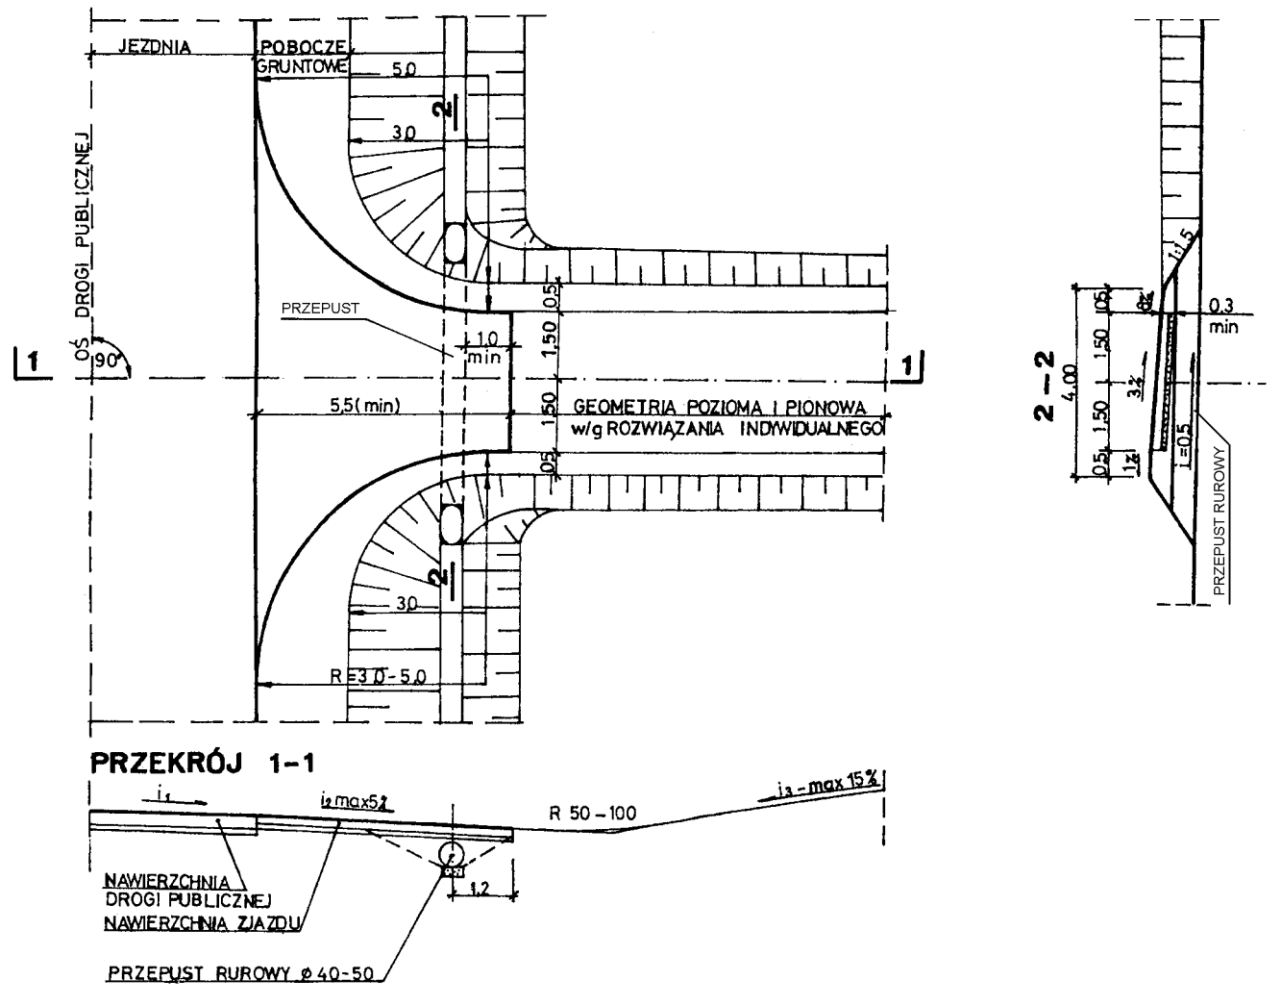 JEZDNIA
POBOCZE
GRUNTOWE
5.0
2
3.0
OŚ DROGI PUBLICZNEJ
PRZEPUST
1,0
min
0.5
1,50
1
90°
1
5,5(min)
1,50
GEOMETRIA POZIOMA I PIONOWA
w/g ROZWIĄZANIA INDYWIDUALNEGO
0.5
2
3.0
R=3.0-5.0
1:1.5
0.5
8%
0.3
min
1,50
2-2
4.00
3%
1,50
i=0.5
0.5
1%
PRZEPUST RUROWY
PRZEKRÓJ 1-1
i1
i2 max 5%
R 50-100
i3-max 15%
NAWIERZCHNIA
DROGI PUBLICZNEJ
1.2
NAWIERZCHNIA ZJAZDU
PRZEPUST RUROWY ø 40-50